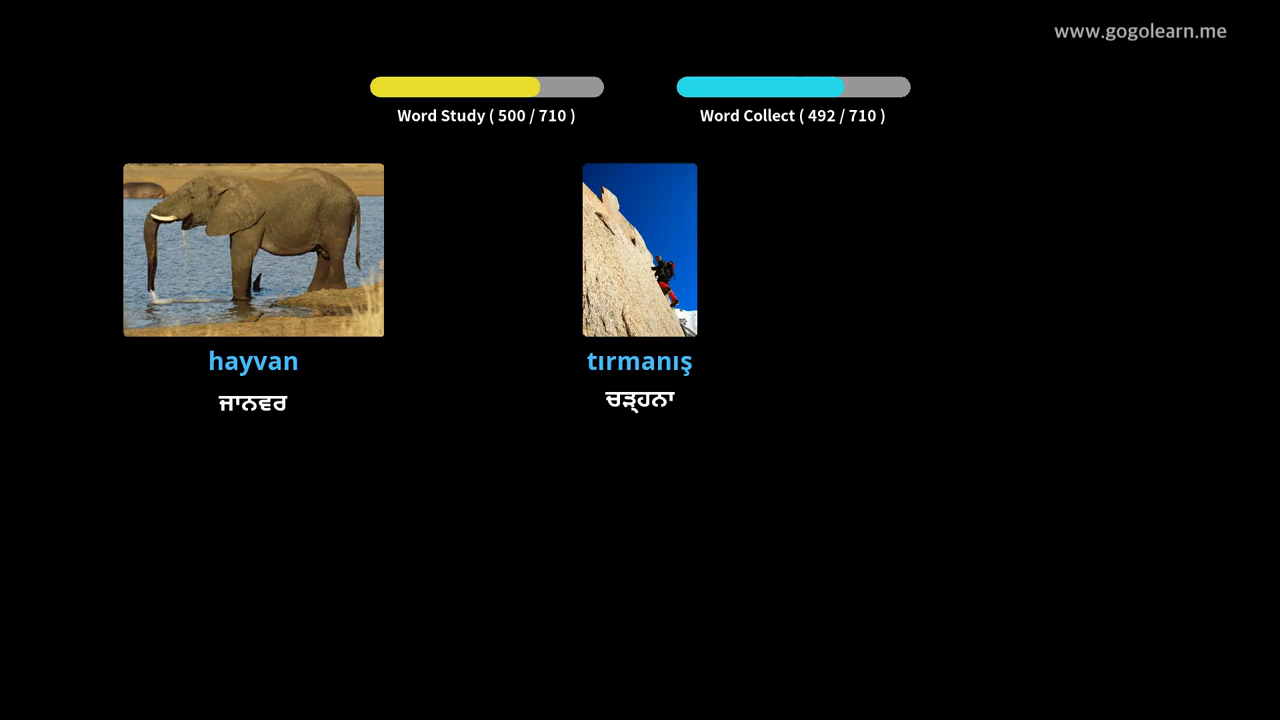 www.gogolearn.me
Word Study ( 500 / 710 )
Word Collect ( 492 / 710 )
hayvan
ਜਾਨਵਰ
tırmanış
ਚੜ੍ਹਨਾ